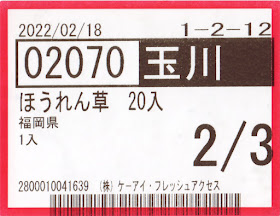 2022/02/18 1-2-12
02070 玉川
ほうれん草 20入
福岡県
1入
2/3
2800010041639 (株) ケーアイ・フレッシュアクセス